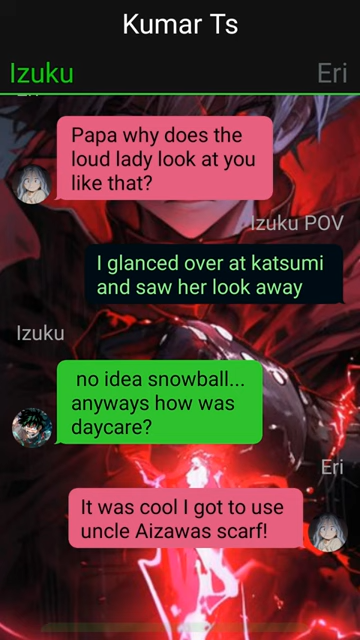 Kumar Ts
Izuku
Eri
Eri
Papa why does the
loud lady look at you
like that?
Izuku POV
I glanced over at katsumi
and saw her look away
Izuku
no idea snowball...
anyways how was
daycare?
Eri
It was cool I got to use
uncle Aizawas scarf!